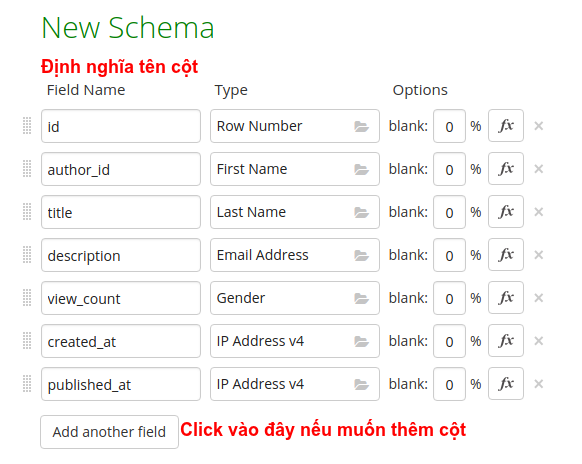 New Schema
Định nghĩa tên cột
Field Name Type Options
id Row Number blank: 0 % fx ×
author_id First Name blank: 0 % fx ×
title Last Name blank: 0 % fx ×
description Email Address blank: 0 % fx ×
view_count Gender blank: 0 % fx ×
created_at IP Address v4 blank: 0 % fx ×
published_at IP Address v4 blank: 0 % fx ×
Add another field Click vào đây nếu muốn thêm cột